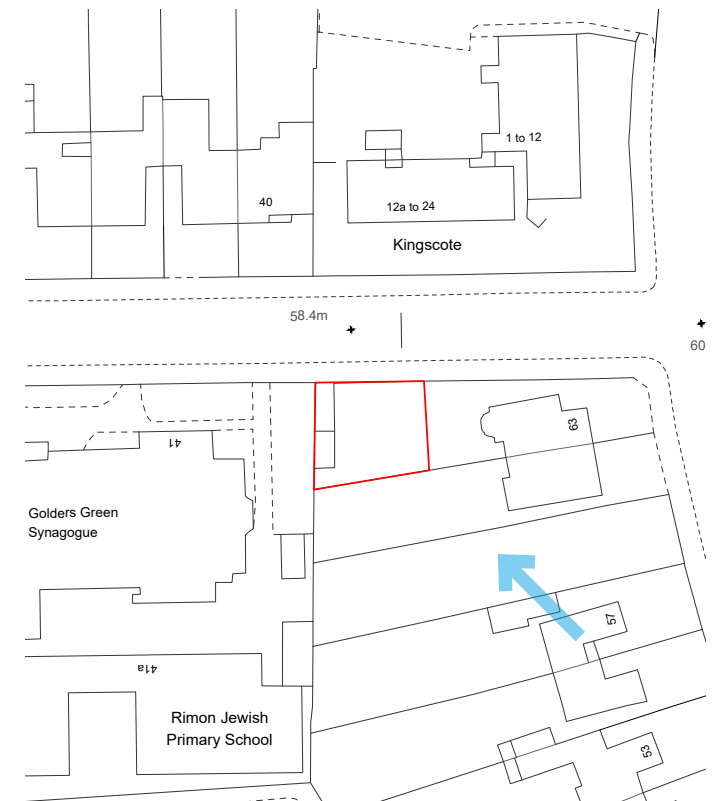 1 to 12
40
12a to 24
Kingscote
58.4m
60
41
63
Golders Green
Synagogue
57
41a
Rimon Jewish
Primary School
53